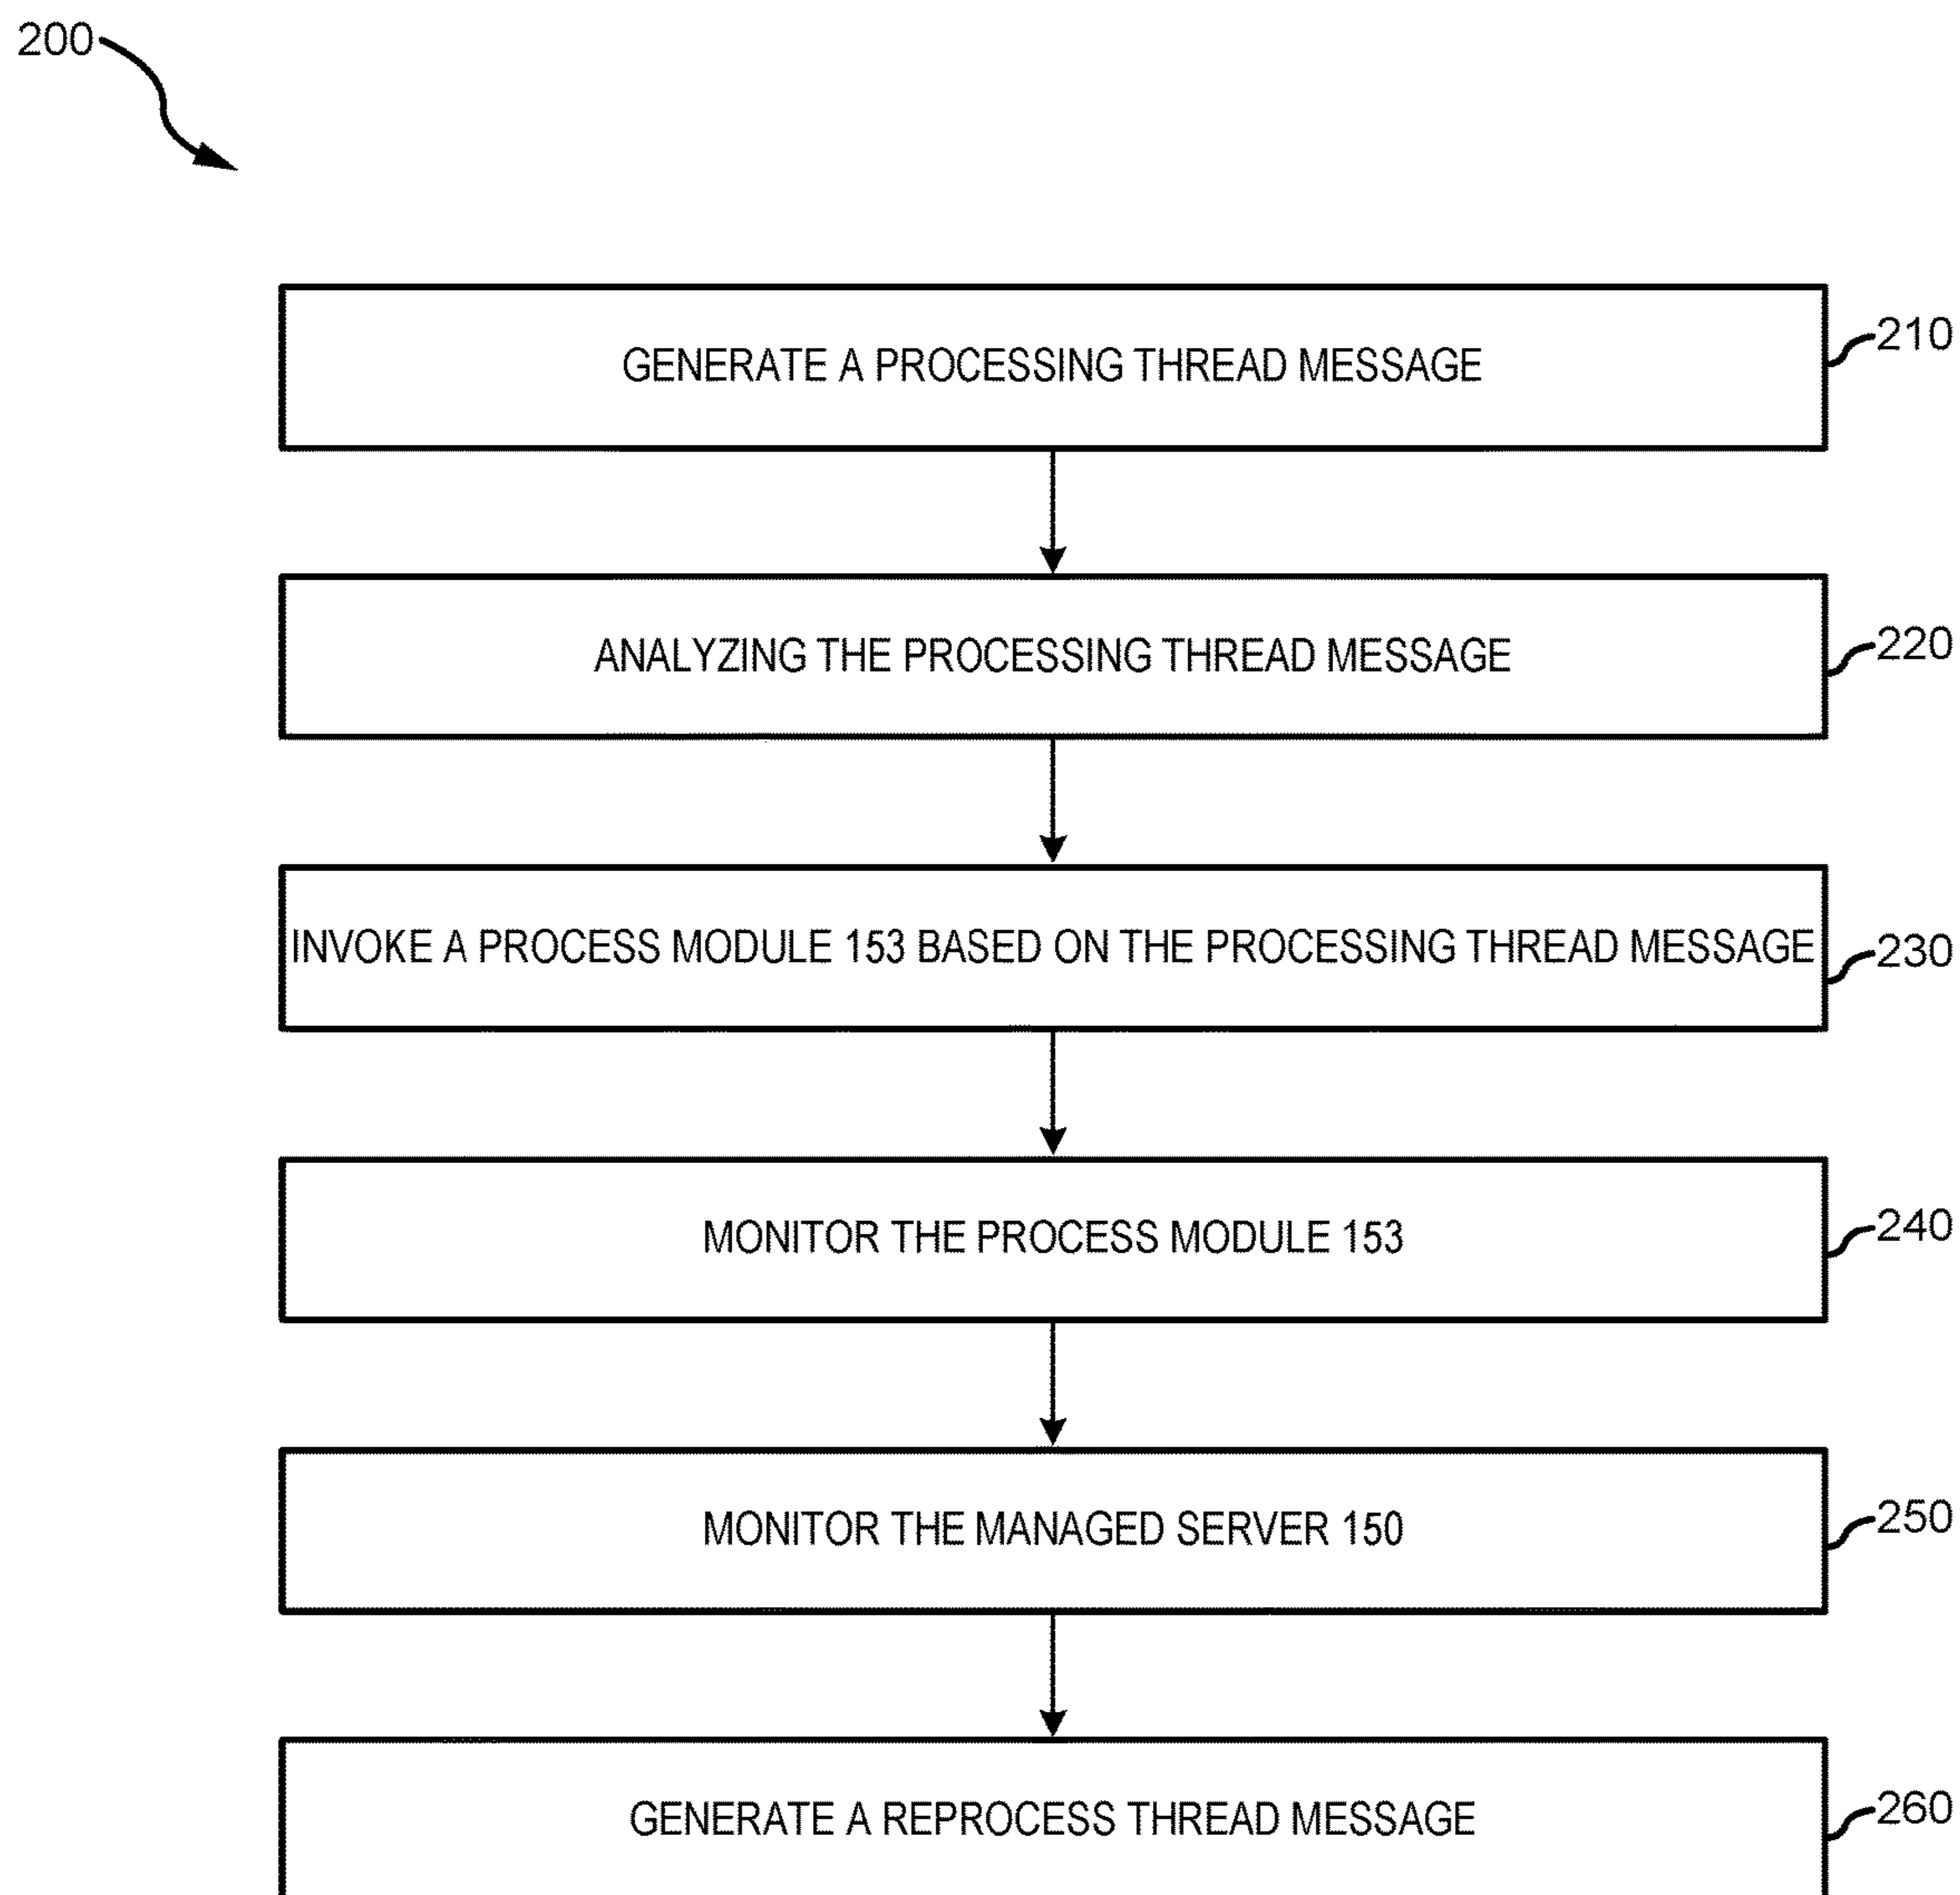 200
GENERATE A PROCESSING THREAD MESSAGE
210
ANALYZING THE PROCESSING THREAD MESSAGE
220
INVOKE A PROCESS MODULE 153 BASED ON THE PROCESSING THREAD MESSAGE
230
MONITOR THE PROCESS MODULE 153
240
MONITOR THE MANAGED SERVER 150
250
GENERATE A REPROCESS THREAD MESSAGE
260